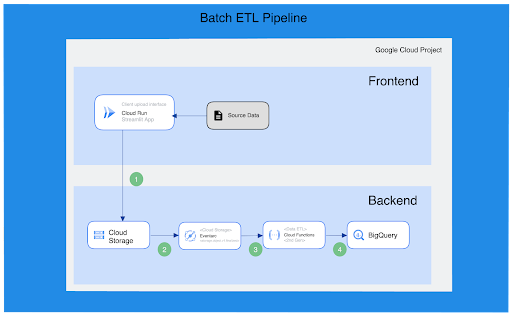 Batch ETL Pipeline
Google Cloud Project
Frontend
Client upload interface
Cloud Run
Streamlit App
Source Data
1
Backend
Cloud
Storage
2
<Cloud Storage>
Eventarc
3
<Data ETL>
Cloud Functions
<2nd Gen>
4
BigQuery